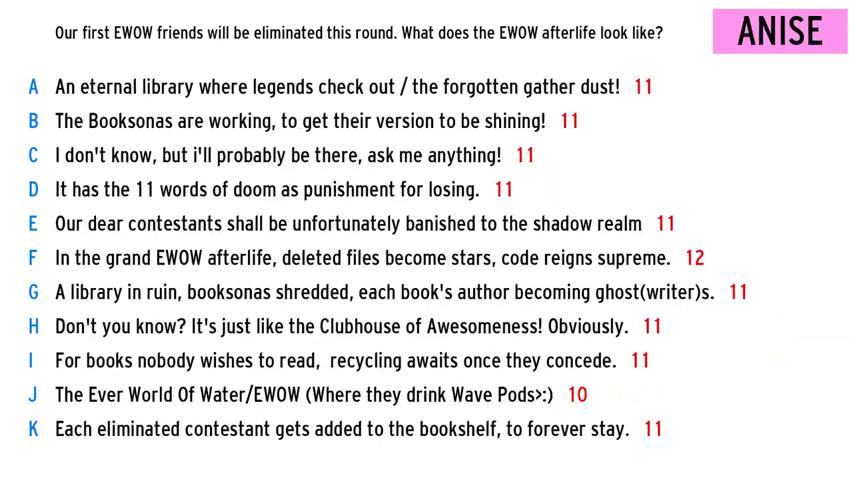 Our first EWOW friends will be eliminated this round. What does the EWOW afterlife look like?
ANISE
A An eternal library where legends check out / the forgotten gather dust! 11
B The Booksonas are working, to get their version to be shining! 11
C I don't know, but i'll probably be there, ask me anything! 11
D It has the 11 words of doom as punishment for losing. 11
E Our dear contestants shall be unfortunately banished to the shadow realm 11
F In the grand EWOW afterlife, deleted files become stars, code reigns supreme. 12
G A library in ruin, booksonas shredded, each book's author becoming ghost(writer)s. 11
H Don't you know? It's just like the Clubhouse of Awesomeness! Obviously. 11
I For books nobody wishes to read,  recycling awaits once they concede. 11
J The Ever World Of Water/EWOW (Where they drink Wave Pods>:) 10
K Each eliminated contestant gets added to the bookshelf, to forever stay. 11